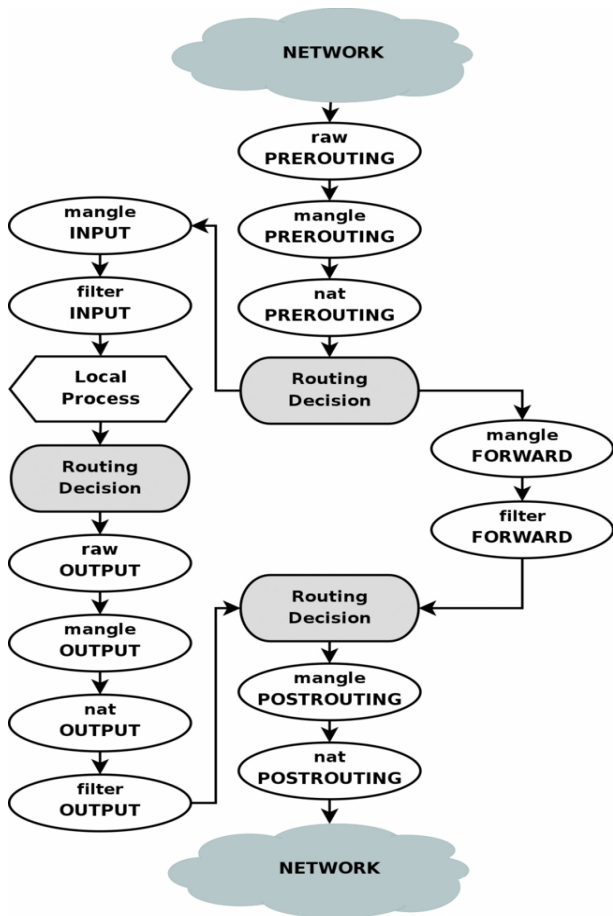 NETWORK
raw
PREROUTING
mangle
PREROUTING
nat
PREROUTING
Routing
Decision
mangle
INPUT
filter
INPUT
Local
Process
Routing
Decision
raw
OUTPUT
mangle
OUTPUT
nat
OUTPUT
filter
OUTPUT
mangle
FORWARD
filter
FORWARD
Routing
Decision
mangle
POSTROUTING
nat
POSTROUTING
NETWORK